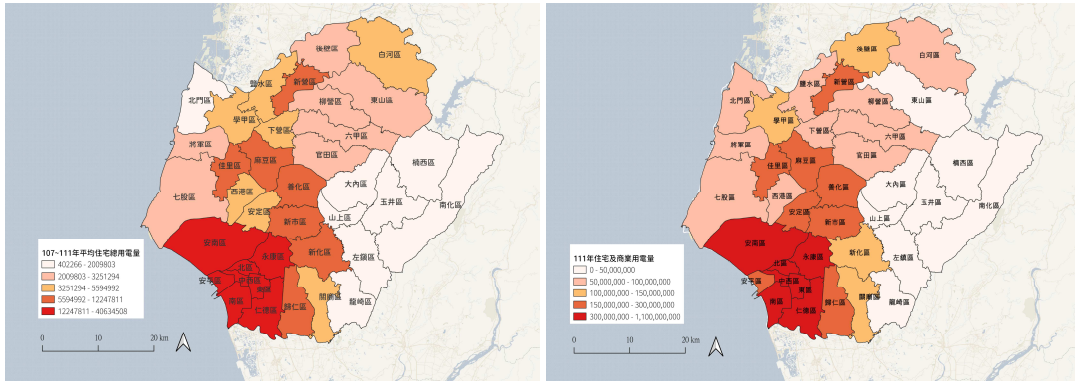 後壁區
白河區
鹽水區
新營區
北門區
柳營區
東山區
學甲區
下營區
六甲區
將軍區
官田區
麻豆區
佳里區
楠西區
七股區
西港區
善化區
大內區
玉井區
南化區
安定區
新市區
山上區
安南區
永康區
新化區
左鎮區
北區
安平區
中西區
東區
南區
仁德區
歸仁區
關廟區
龍崎區
107~111年平均住宅總用電量
402266 - 2009803
2009803 - 3251294
3251294 - 5594992
5594992 - 12247811
12247811 - 40634508
0 10 20 km
後壁區
白河區
鹽水區
新營區
北門區
柳營區
東山區
學甲區
下營區
六甲區
將軍區
官田區
麻豆區
佳里區
楠西區
七股區
西港區
善化區
大內區
玉井區
南化區
安定區
新市區
山上區
安南區
永康區
新化區
左鎮區
北區
安平區
中西區
東區
南區
仁德區
歸仁區
關廟區
龍崎區
111年住宅及商業用電量
0 - 50,000,000
50,000,000 - 100,000,000
100,000,000 - 150,000,000
150,000,000 - 300,000,000
300,000,000 - 1,100,000,000
0 10 20 km